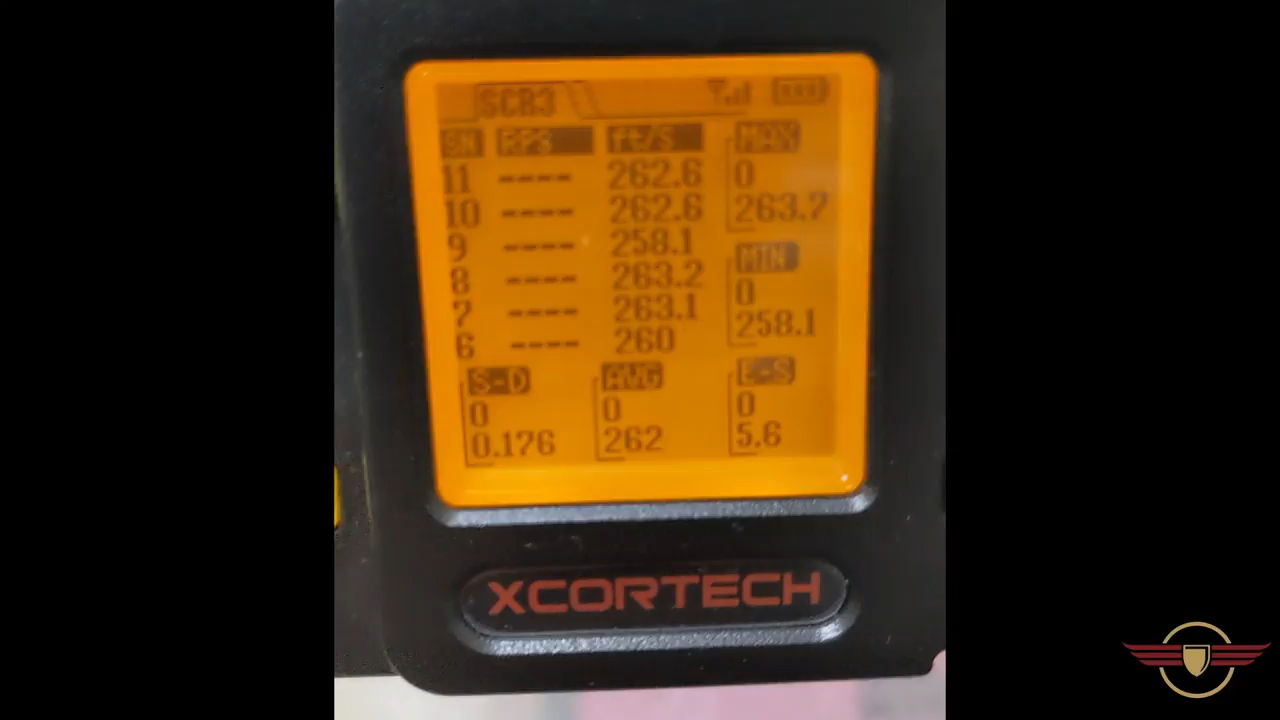 SCR3
SN RPS ft/S MAX
11 ---- 262.6 0
10 ---- 262.6 263.7
9 ---- 258.1 MIN
8 ---- 263.2 0
7 ---- 263.1 258.1
6 ---- 260
S-D AVG E-S
0 0 0
0.176 262 5.6
XCORTECH